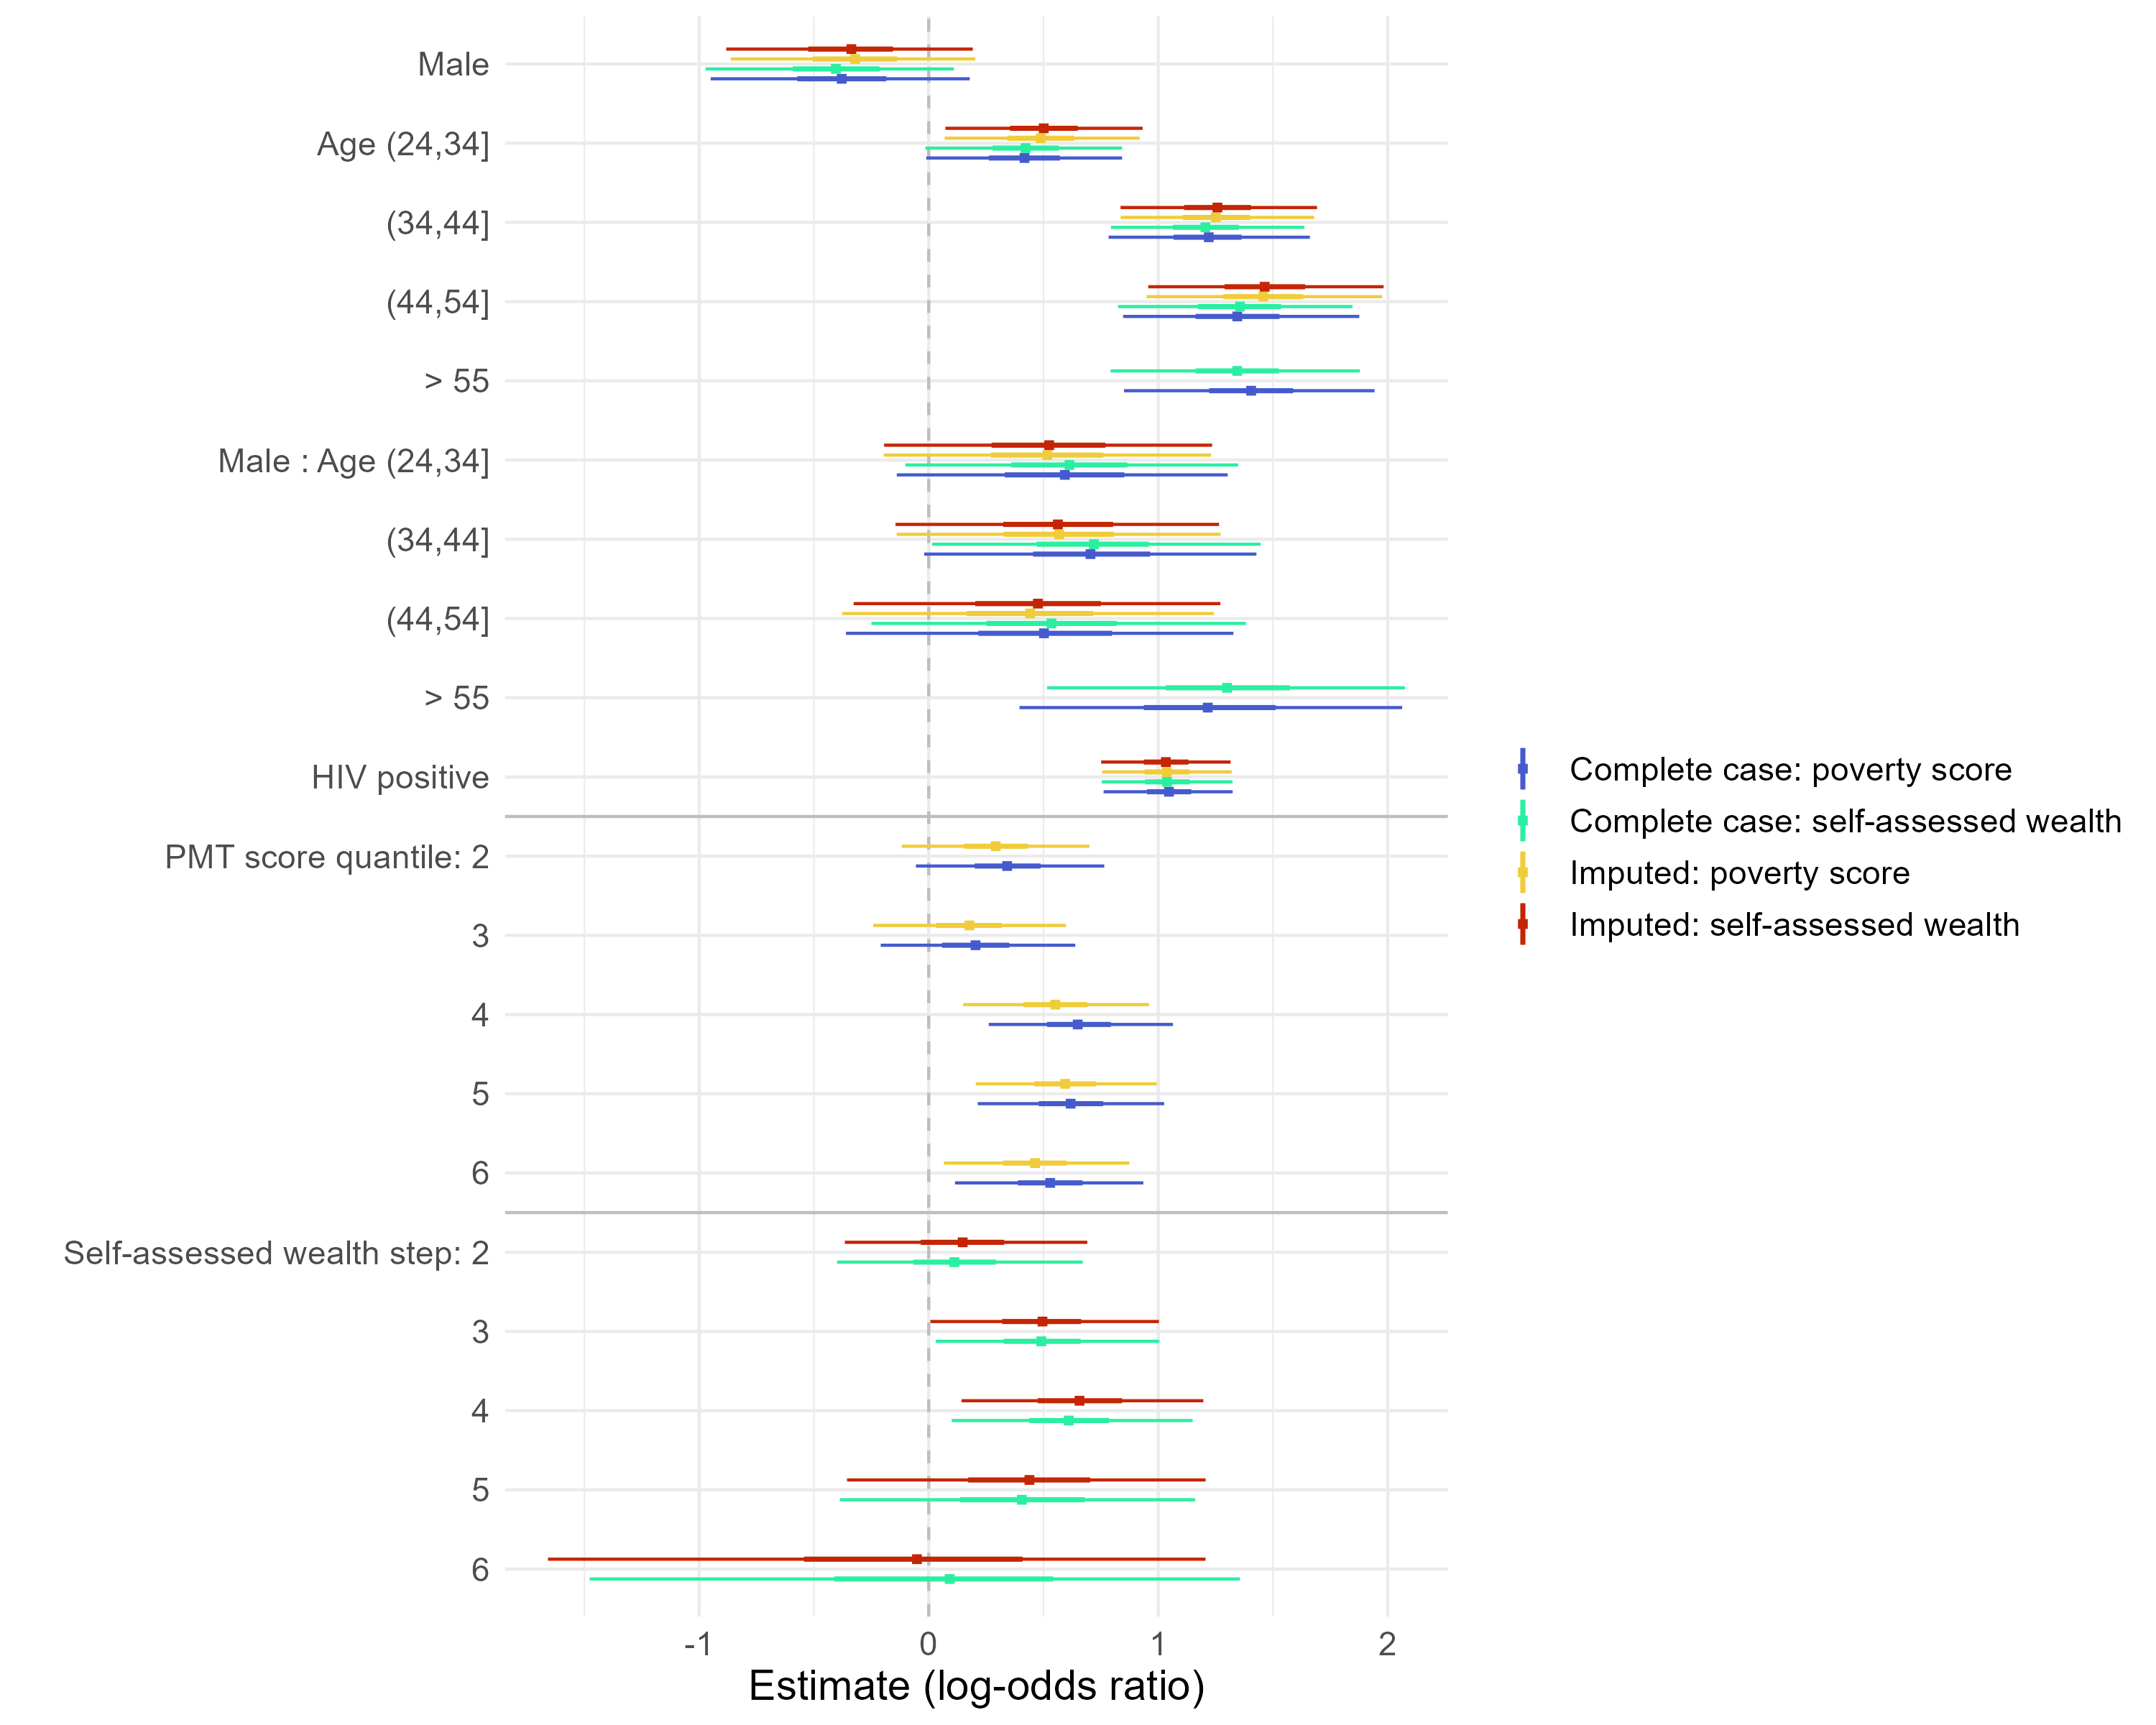 Male
Age (24,34]
(34,44]
(44,54]
> 55
Male : Age (24,34]
(34,44]
(44,54]
> 55
HIV positive
PMT score quantile: 2
3
4
5
6
Self-assessed wealth step: 2
3
4
5
6
-1 0 1 2
Estimate (log-odds ratio)
Complete case: poverty score
Complete case: self-assessed wealth
Imputed: poverty score
Imputed: self-assessed wealth